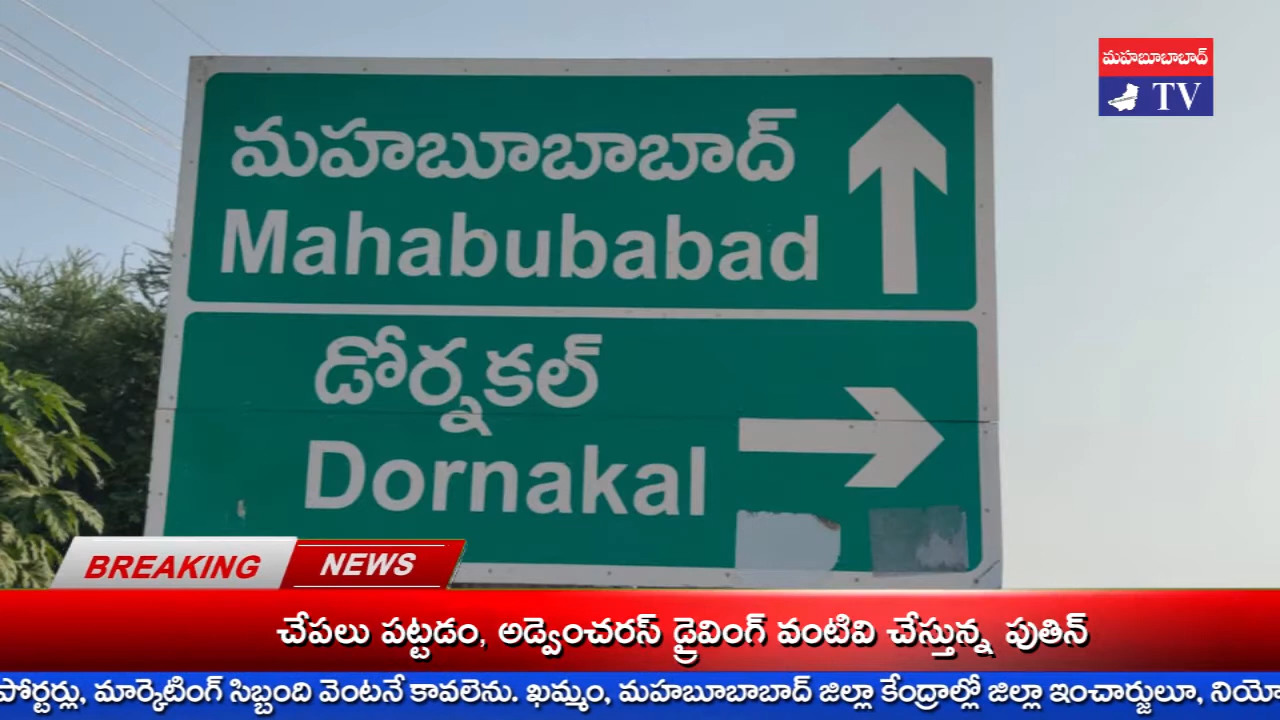 మహబూబాబాద్
TV
మహబూబాబాద్
Mahabubabad
డోర్నకల్
Dornakal
BREAKING NEWS
చేపలు పట్టడం, అడ్వెంచరస్ డ్రైవింగ్ వంటివి చేస్తున్న పుతిన్
పోర్టర్లు, మార్కెటింగ్ సిబ్బంది వెంటనే కావలెను. ఖమ్మం, మహబూబాబాద్ జిల్లా కేంద్రాల్లో జిల్లా ఇంచార్జులూ, నియో